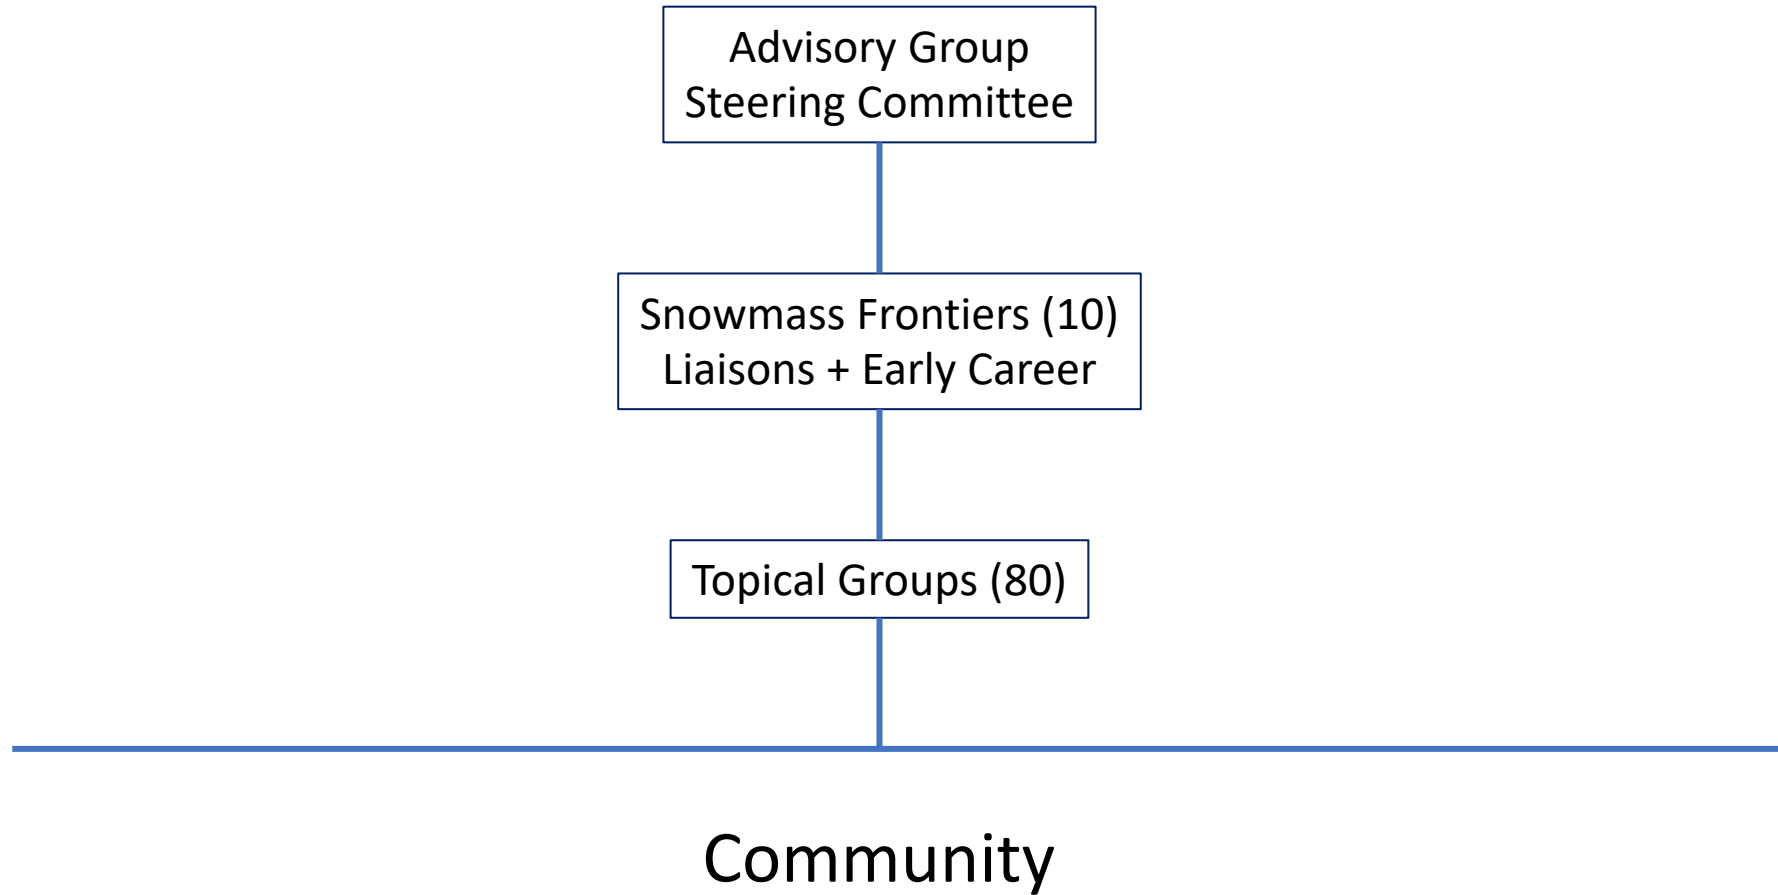 Advisory Group
Steering Committee
Snowmass Frontiers (10)
Liaisons + Early Career
Topical Groups (80)
Community